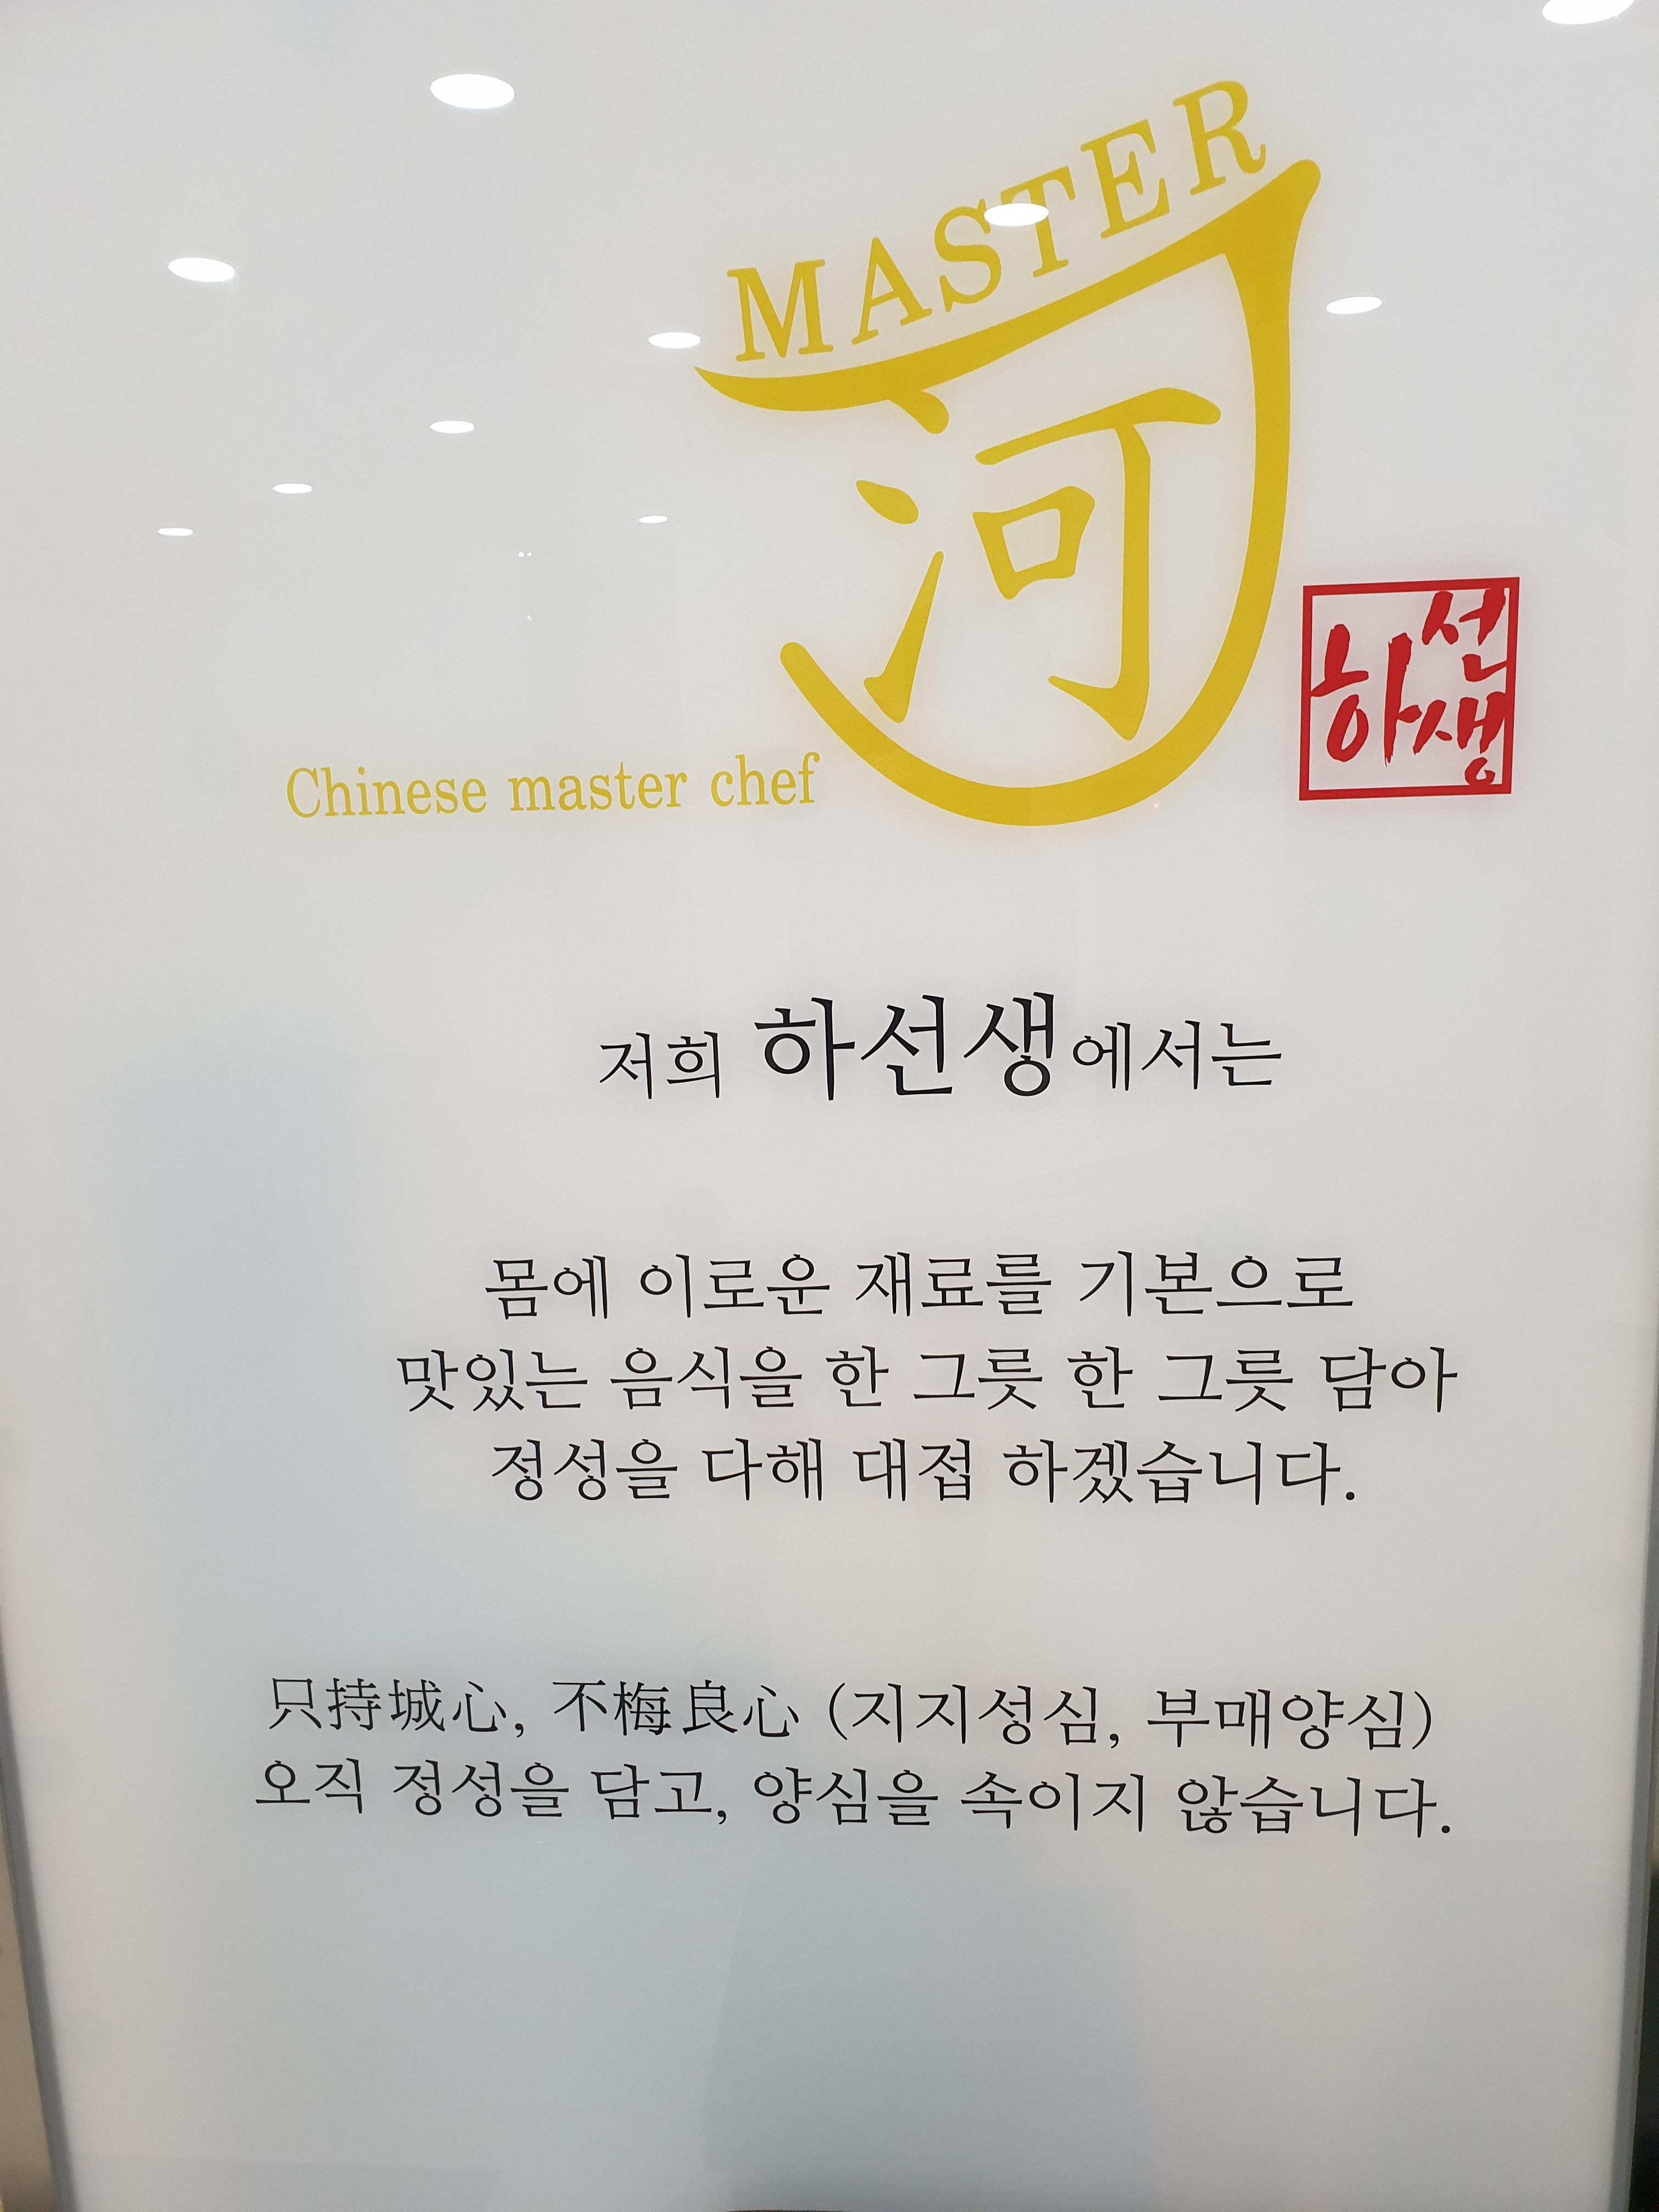 MASTER
河
하선생
Chinese master chef
저희 하선생에서는
몸에 이로운 재료를 기본으로
맛있는 음식을 한 그릇 한 그릇 담아
정성을 다해 대접 하겠습니다.
只持城心, 不梅良心 (지지성심, 부매양심)
오직 정성을 담고, 양심을 속이지 않습니다.